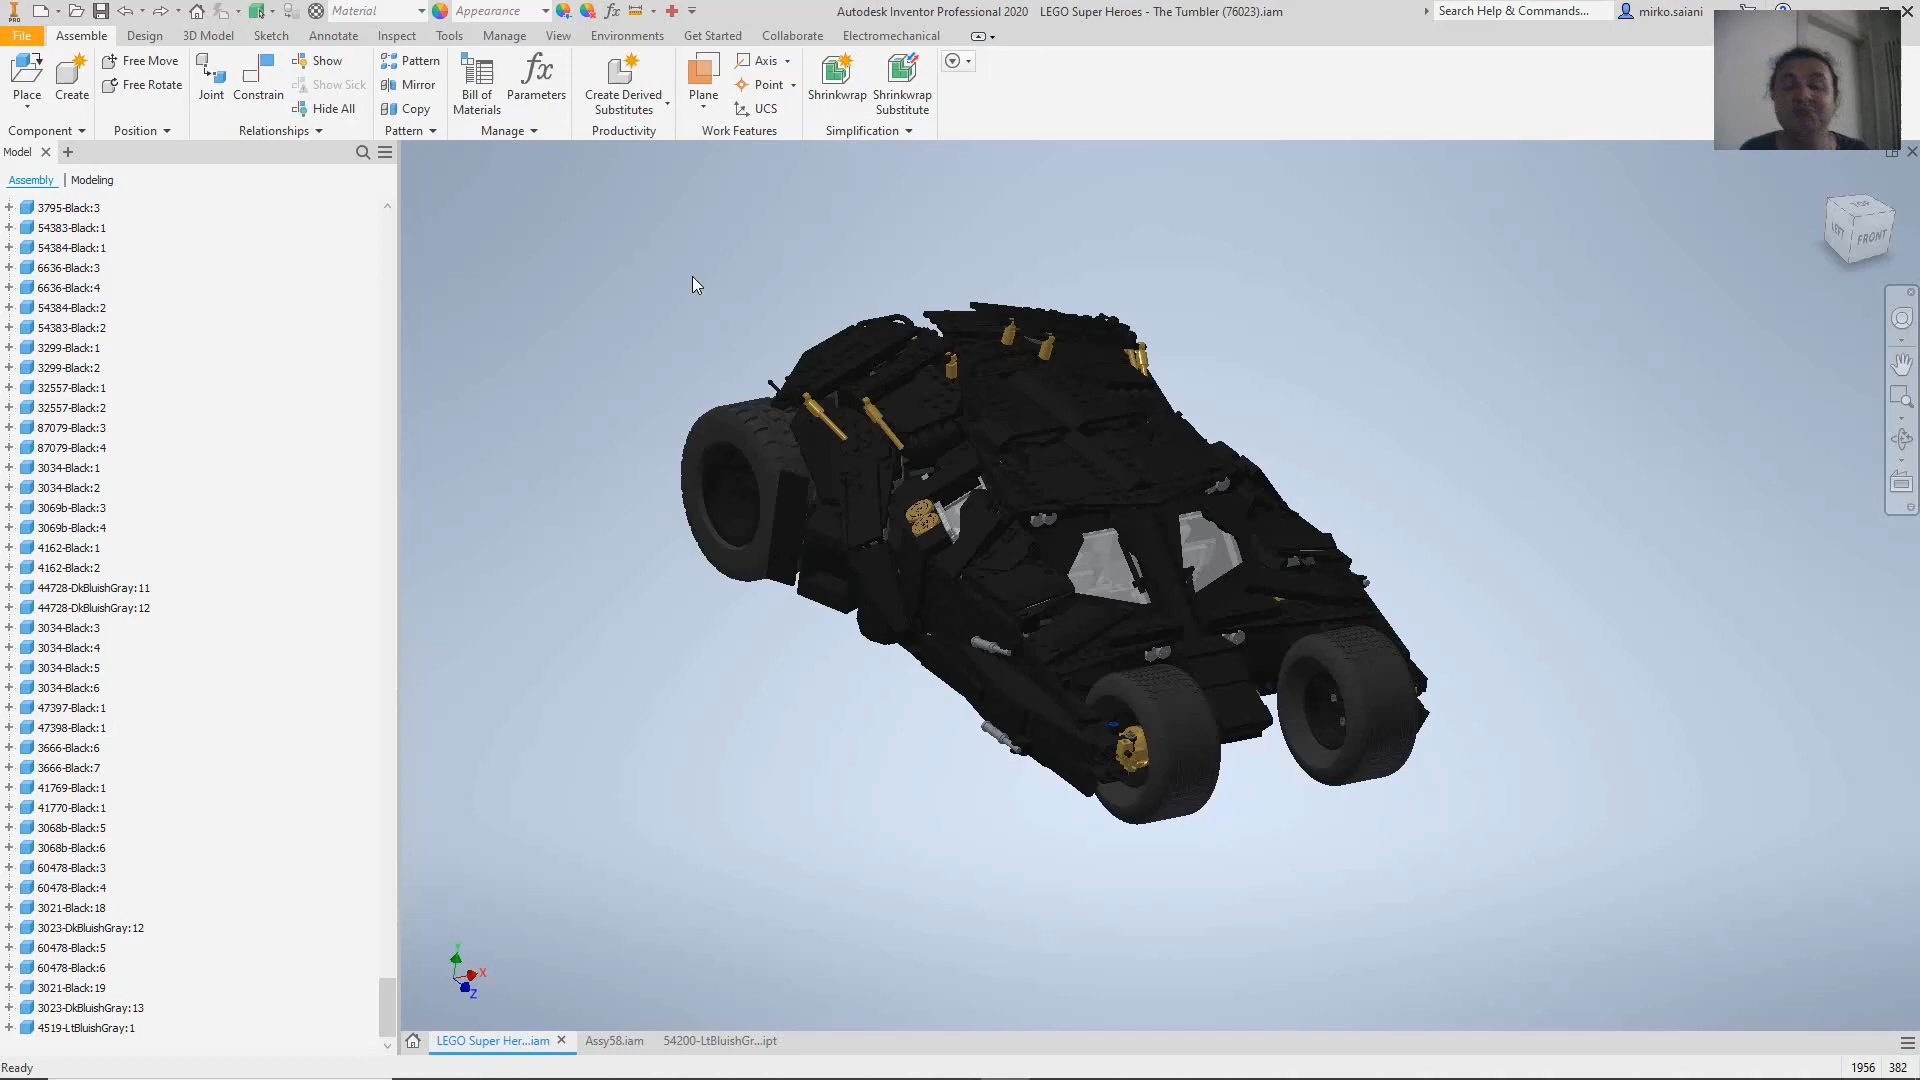 Material
Appearance
Autodesk Inventor Professional 2020 LEGO Super Heroes - The Tumbler (76023).iam
Search Help & Commands...
mirko.saiani
File Assemble Design 3D Model Sketch Annotate Inspect Tools Manage View Environments Get Started Collaborate Electromechanical
Place
Create
Free Move
Free Rotate
Joint
Constrain
Show
Show Sick
Hide All
Pattern
Mirror
Copy
Bill of
Materials
Parameters
Create Derived
Substitutes
Plane
Axis
Point
UCS
Shrinkwrap
Shrinkwrap
Substitute
Component Position Relationships Pattern Manage Productivity Work Features Simplification
Model
Assembly | Modeling
3795-Black:3
54383-Black:1
54384-Black:1
6636-Black:3
6636-Black:4
54384-Black:2
54383-Black:2
3299-Black:1
3299-Black:2
32557-Black:1
32557-Black:2
87079-Black:3
87079-Black:4
3034-Black:1
3034-Black:2
3069b-Black:3
3069b-Black:4
4162-Black:1
4162-Black:2
44728-DkBluishGray:11
44728-DkBluishGray:12
3034-Black:3
3034-Black:4
3034-Black:5
3034-Black:6
47397-Black:1
47398-Black:1
3666-Black:6
3666-Black:7
41769-Black:1
41770-Black:1
3068b-Black:5
3068b-Black:6
60478-Black:3
60478-Black:4
3021-Black:18
3023-DkBluishGray:12
60478-Black:5
60478-Black:6
3021-Black:19
3023-DkBluishGray:13
4519-LtBluishGray:1
TOP
LEFT
FRONT
Y
X
Z
LEGO Super Her...iam
Assy58.iam
54200-LtBluishGr...ipt
Ready
1956 382